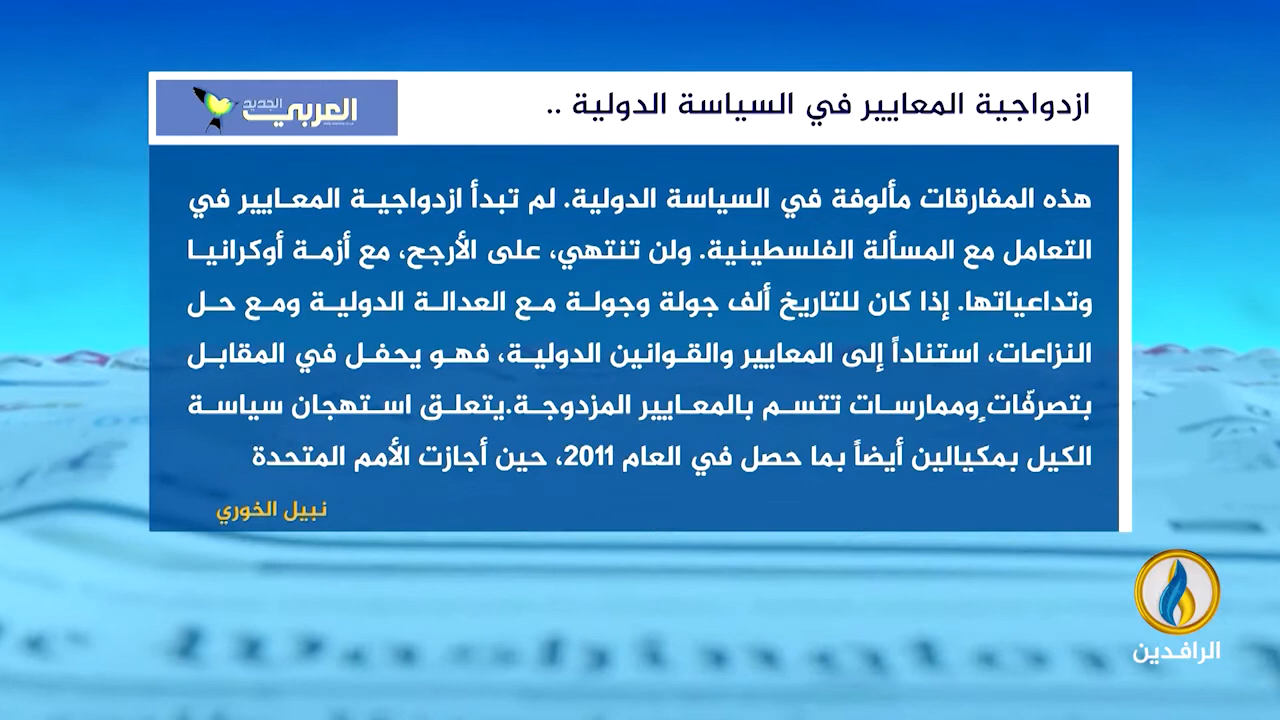 ازدواجية المعايير في السياسة الدولية ..
العربي الجديد
هذه المفارقات مألوفة في السياسة الدولية. لم تبدأ ازدواجية المعايير في
التعامل مع المسألة الفلسطينية. ولن تنتهي، على الأرجح، مع أزمة أوكرانيا
وتداعياتها. إذا كان للتاريخ ألف جولة وجولة مع العدالة الدولية ومع حل
النزاعات، استناداً إلى المعايير والقوانين الدولية، فهو يحفل في المقابل
بتصرفّات ٍوممارسات تتسم بالمعايير المزدوجة.يتعلق استهجان سياسة
الكيل بمكيالين أيضاً بما حصل في العام 2011، حين أجازت الأمم المتحدة
نبيل الخوري
الرافدين